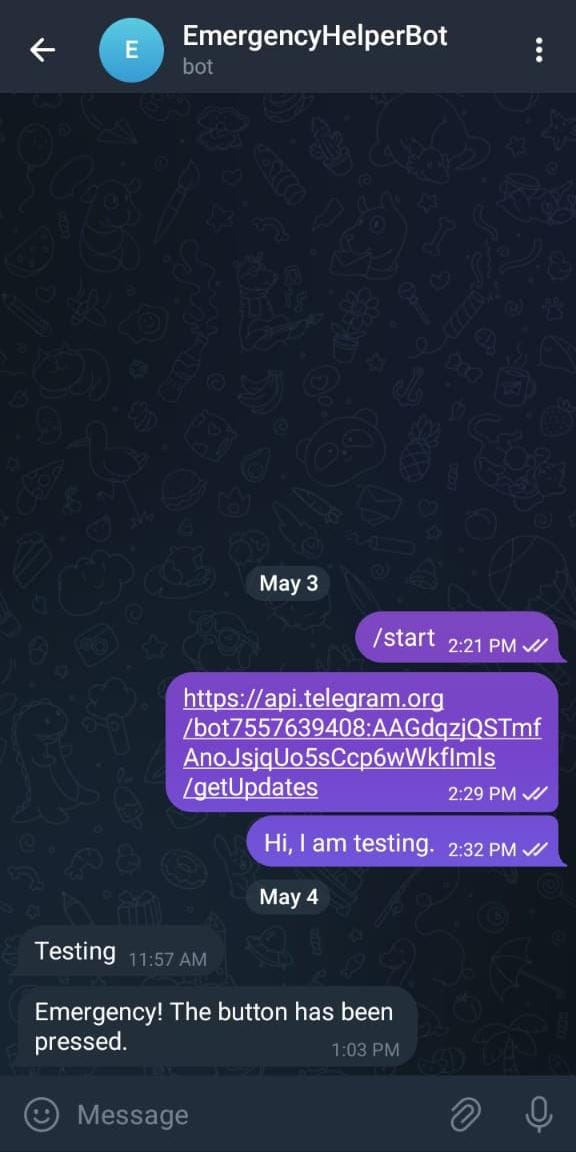 E
EmergencyHelperBot
bot
May 3
/start 2:21 PM
https://api.telegram.org
/bot7557639408:AAGdqzjQSTmf
AnoJsjqUo5sCcp6wWkfImls
/getUpdates 2:29 PM
Hi, I am testing. 2:32 PM
May 4
Testing 11:57 AM
Emergency! The button has been
pressed. 1:03 PM
Message